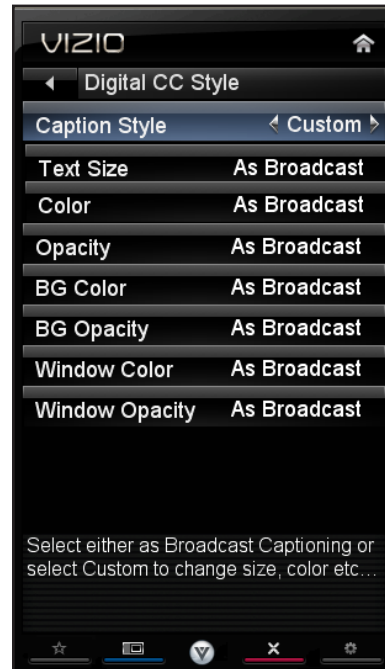 VIZIO
Digital CC Style
Caption Style Custom
Text Size As Broadcast
Color As Broadcast
Opacity As Broadcast
BG Color As Broadcast
BG Opacity As Broadcast
Window Color As Broadcast
Window Opacity As Broadcast
Select either as Broadcast Captioning or
select Custom to change size, color etc...
V